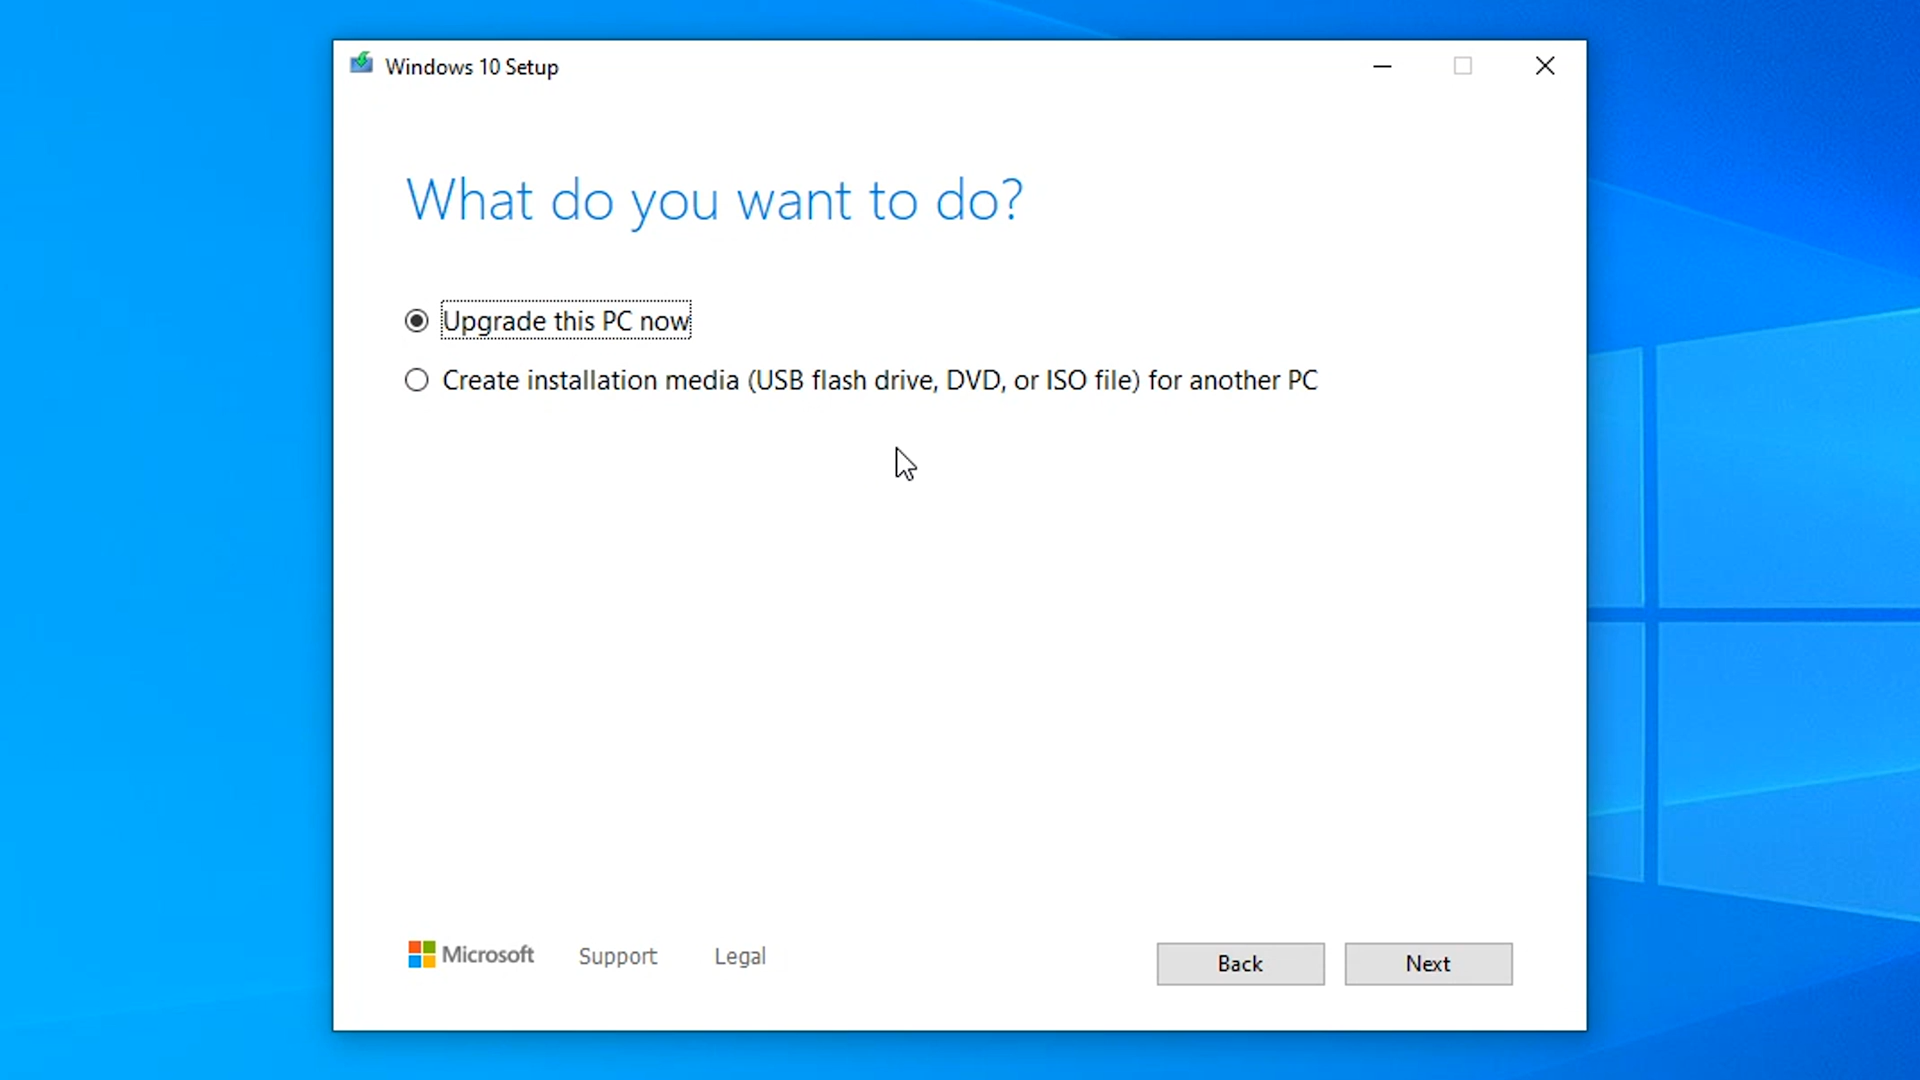 Windows 10 Setup
What do you want to do?
Upgrade this PC now
Create installation media (USB flash drive, DVD, or ISO file) for another PC
Microsoft Support Legal Back Next